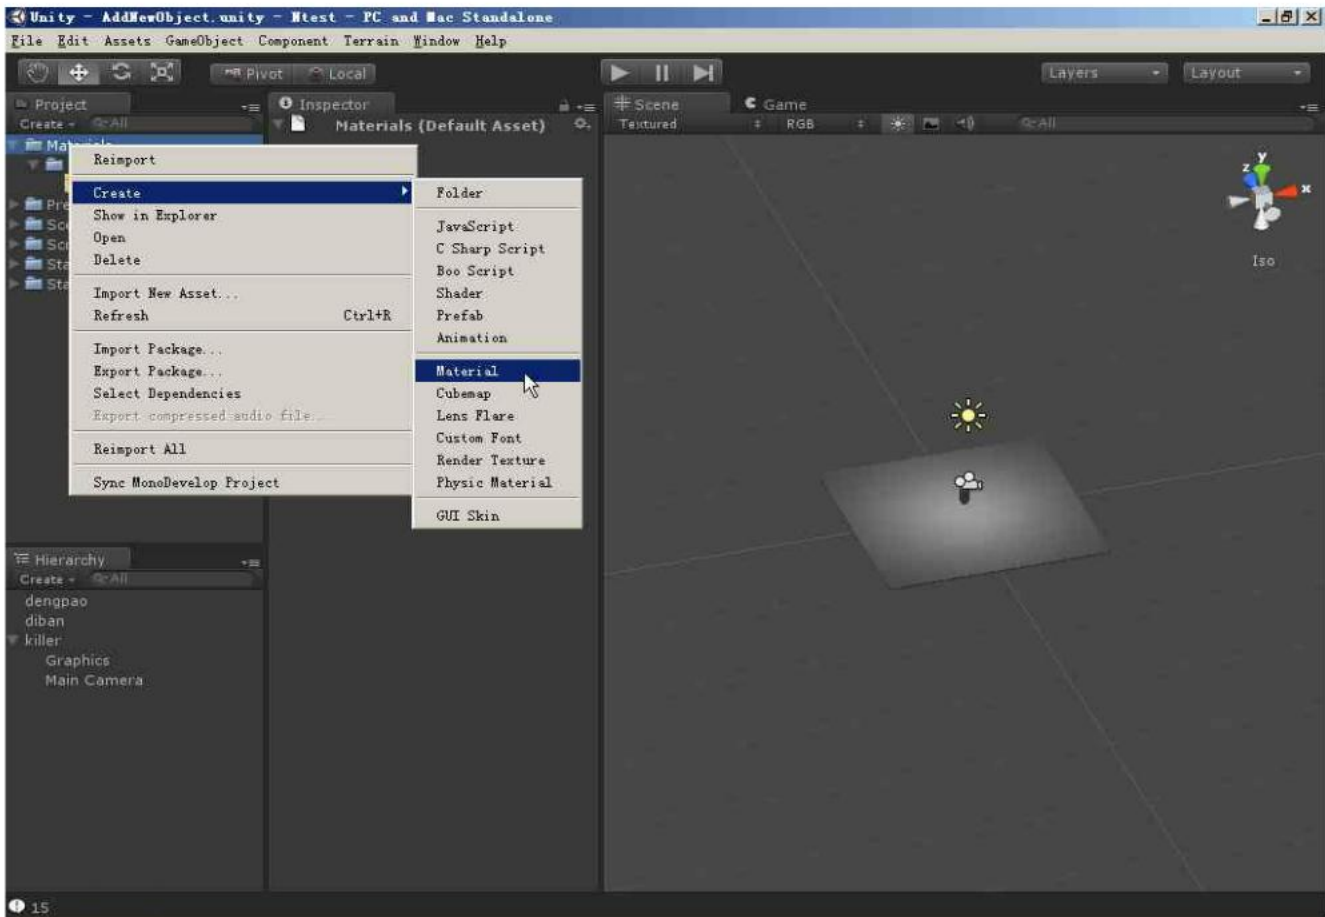 Unity - AddNewObject.unity - Ntest - PC and Mac Standalone
File Edit Assets GameObject Component Terrain Window Help
Pivot Local
Layers Layout
Project
Create All
Materials
Pre
Sta
Sta
Reimport
Create
Show in Explorer
Open
Delete
Import New Asset...
Refresh Ctrl+R
Import Package...
Export Package...
Select Dependencies
Export compressed audio file...
Reimport All
Sync MonoDevelop Project
Folder
JavaScript
C Sharp Script
Boo Script
Shader
Prefab
Animation
Material
Cubemap
Lens Flare
Custom Font
Render Texture
Physic Material
GUI Skin
Inspector
Materials (Default Asset)
Scene Game
Textured RGB All
y
z
x
Iso
Hierarchy
Create All
dengpao
diban
killer
Graphics
Main Camera
15